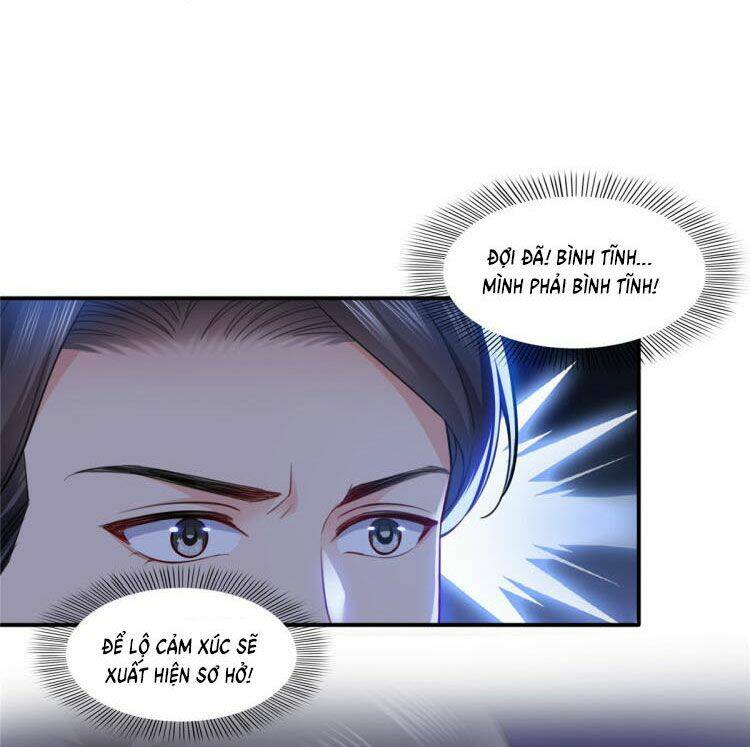 ĐỢI ĐÃ! BÌNH TĨNH...
MÌNH PHẢI BÌNH TĨNH!
ĐỂ LỘ CẢM XÚC SẼ
XUẤT HIỆN SƠ HỞ!